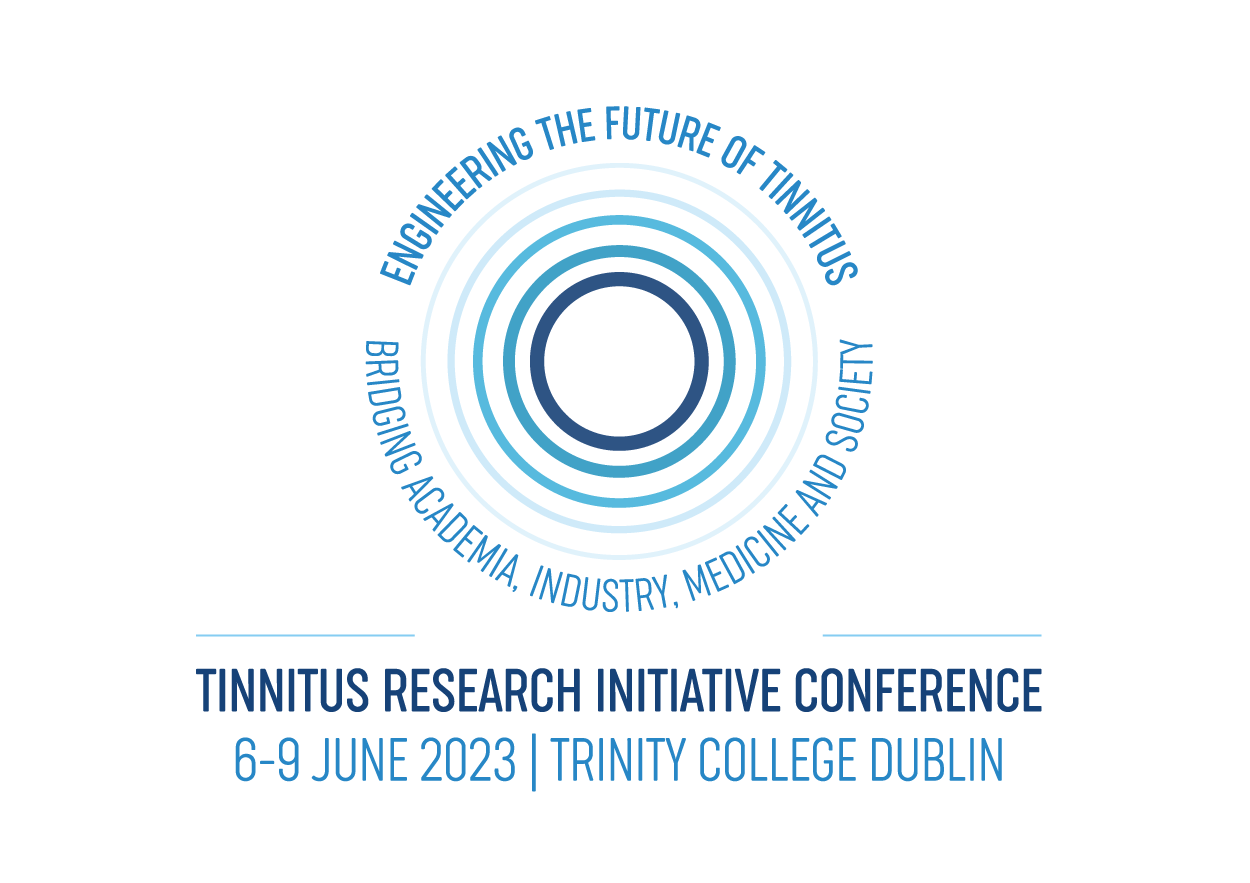 ENGINEERING THE FUTURE OF TINNITUS
BRIDGING ACADEMIA, INDUSTRY, MEDICINE AND SOCIETY
TINNITUS RESEARCH INITIATIVE CONFERENCE
6-9 JUNE 2023 | TRINITY COLLEGE DUBLIN